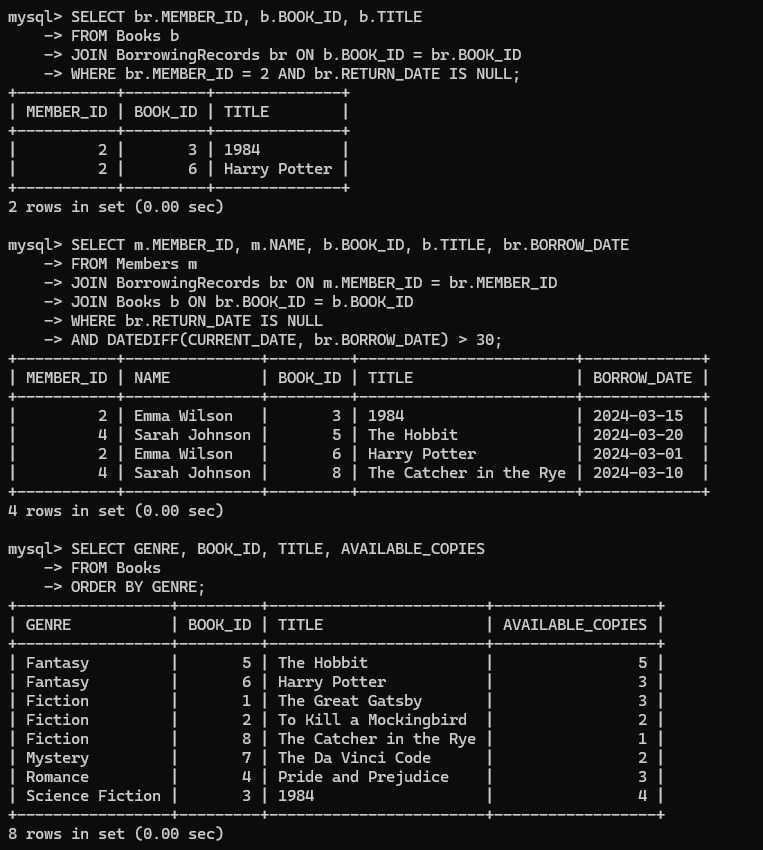 mysql> SELECT br.MEMBER_ID, b.BOOK_ID, b.TITLE
    -> FROM Books b
    -> JOIN BorrowingRecords br ON b.BOOK_ID = br.BOOK_ID
    -> WHERE br.MEMBER_ID = 2 AND br.RETURN_DATE IS NULL;
+-----------+---------+--------------+
| MEMBER_ID | BOOK_ID | TITLE        |
+-----------+---------+--------------+
|         2 |       3 | 1984         |
|         2 |       6 | Harry Potter |
+-----------+---------+--------------+
2 rows in set (0.00 sec)

mysql> SELECT m.MEMBER_ID, m.NAME, b.BOOK_ID, b.TITLE, br.BORROW_DATE
    -> FROM Members m
    -> JOIN BorrowingRecords br ON m.MEMBER_ID = br.MEMBER_ID
    -> JOIN Books b ON br.BOOK_ID = b.BOOK_ID
    -> WHERE br.RETURN_DATE IS NULL
    -> AND DATEDIFF(CURRENT_DATE, br.BORROW_DATE) > 30;
+-----------+---------------+---------+------------------------+-------------+
| MEMBER_ID | NAME          | BOOK_ID | TITLE                  | BORROW_DATE |
+-----------+---------------+---------+------------------------+-------------+
|         2 | Emma Wilson   |       3 | 1984                   | 2024-03-15  |
|         4 | Sarah Johnson |       5 | The Hobbit             | 2024-03-20  |
|         2 | Emma Wilson   |       6 | Harry Potter           | 2024-03-01  |
|         4 | Sarah Johnson |       8 | The Catcher in the Rye | 2024-03-10  |
+-----------+---------------+---------+------------------------+-------------+
4 rows in set (0.00 sec)

mysql> SELECT GENRE, BOOK_ID, TITLE, AVAILABLE_COPIES
    -> FROM Books
    -> ORDER BY GENRE;
+-----------------+---------+------------------------+------------------+
| GENRE           | BOOK_ID | TITLE                  | AVAILABLE_COPIES |
+-----------------+---------+------------------------+------------------+
| Fantasy         |       5 | The Hobbit             |                5 |
| Fantasy         |       6 | Harry Potter           |                3 |
| Fiction         |       1 | The Great Gatsby       |                3 |
| Fiction         |       2 | To Kill a Mockingbird  |                2 |
| Fiction         |       8 | The Catcher in the Rye |                1 |
| Mystery         |       7 | The Da Vinci Code      |                2 |
| Romance         |       4 | Pride and Prejudice    |                3 |
| Science Fiction |       3 | 1984                   |                4 |
+-----------------+---------+------------------------+------------------+
8 rows in set (0.00 sec)